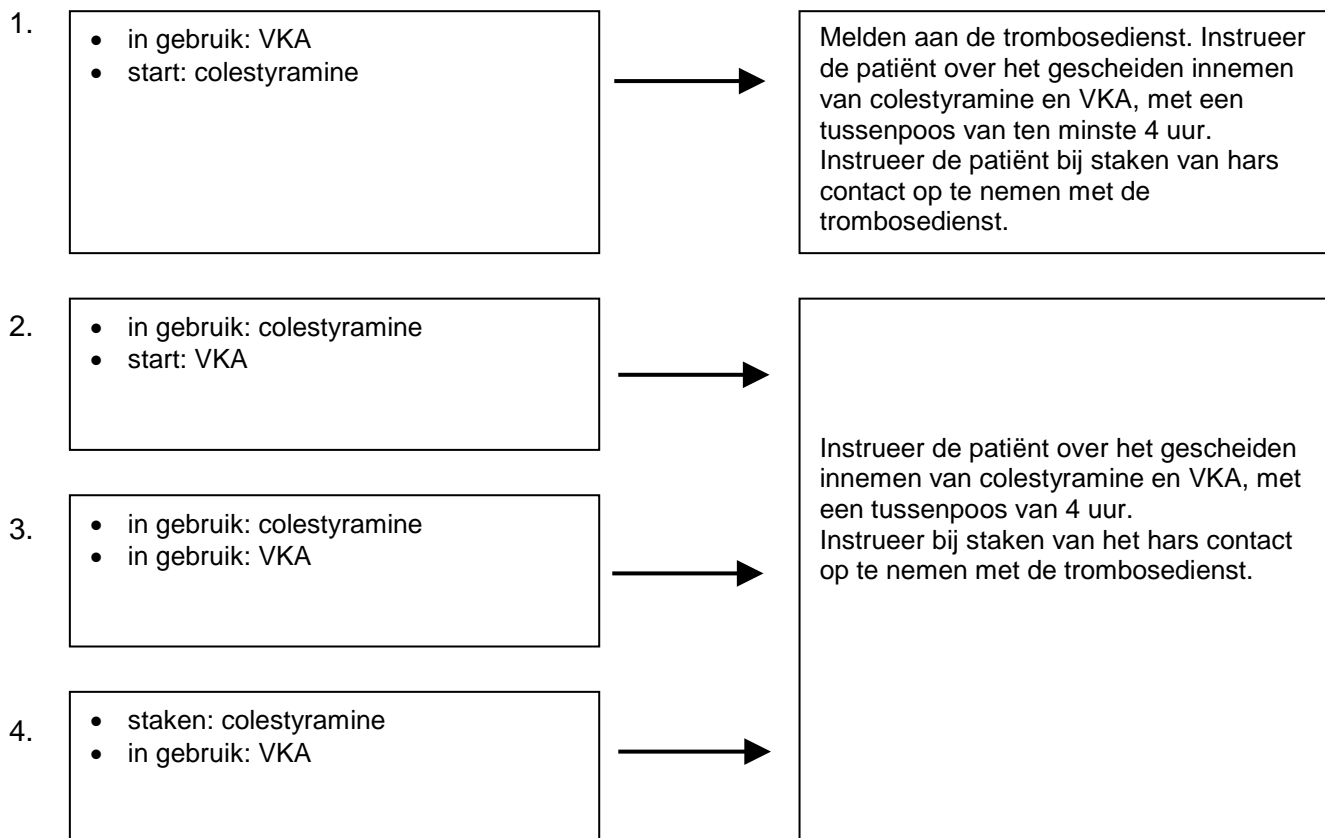 1.
• in gebruik: VKA
• start: colestyramine
Melden aan de trombosedienst. Instrueer
de patiënt over het gescheiden innemen
van colestyramine en VKA, met een
tussenpoos van ten minste 4 uur.
Instrueer de patiënt bij staken van hars
contact op te nemen met de
trombosedienst.
2.
• in gebruik: colestyramine
• start: VKA
3.
• in gebruik: colestyramine
• in gebruik: VKA
4.
• staken: colestyramine
• in gebruik: VKA
Instrueer de patiënt over het gescheiden
innemen van colestyramine en VKA, met
een tussenpoos van 4 uur.
Instrueer bij staken van het hars contact
op te nemen met de trombosedienst.